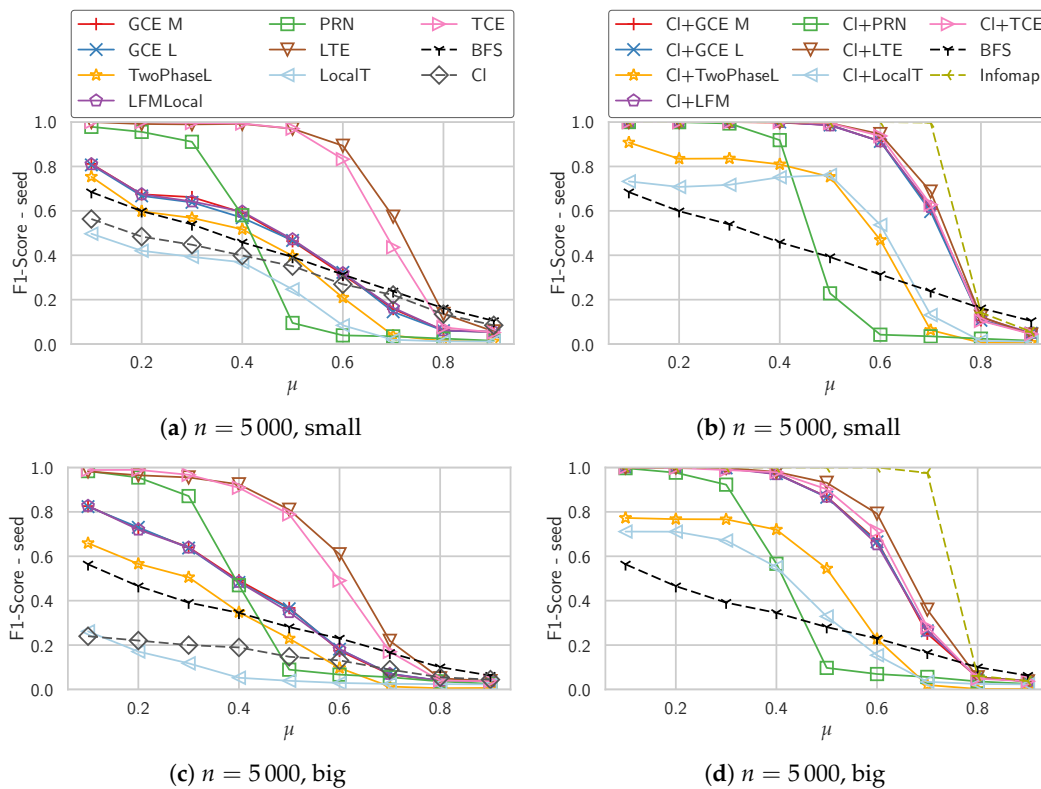 GCE M
GCE L
TwoPhaseL
LFMLocal
PRN
LTE
LocalT
TCE
BFS
Cl
F1-Score - seed
1.0
0.8
0.6
0.4
0.2
0.0
0.2 0.4 0.6 0.8
μ
(a) n = 5 000, small
Cl+GCE M
Cl+GCE L
Cl+TwoPhaseL
Cl+LFM
Cl+PRN
Cl+LTE
Cl+LocalT
Cl+TCE
BFS
Infomap
F1-Score - seed
1.0
0.8
0.6
0.4
0.2
0.0
0.2 0.4 0.6 0.8
μ
(b) n = 5 000, small
F1-Score - seed
1.0
0.8
0.6
0.4
0.2
0.0
0.2 0.4 0.6 0.8
μ
(c) n = 5 000, big
F1-Score - seed
1.0
0.8
0.6
0.4
0.2
0.0
0.2 0.4 0.6 0.8
μ
(d) n = 5 000, big